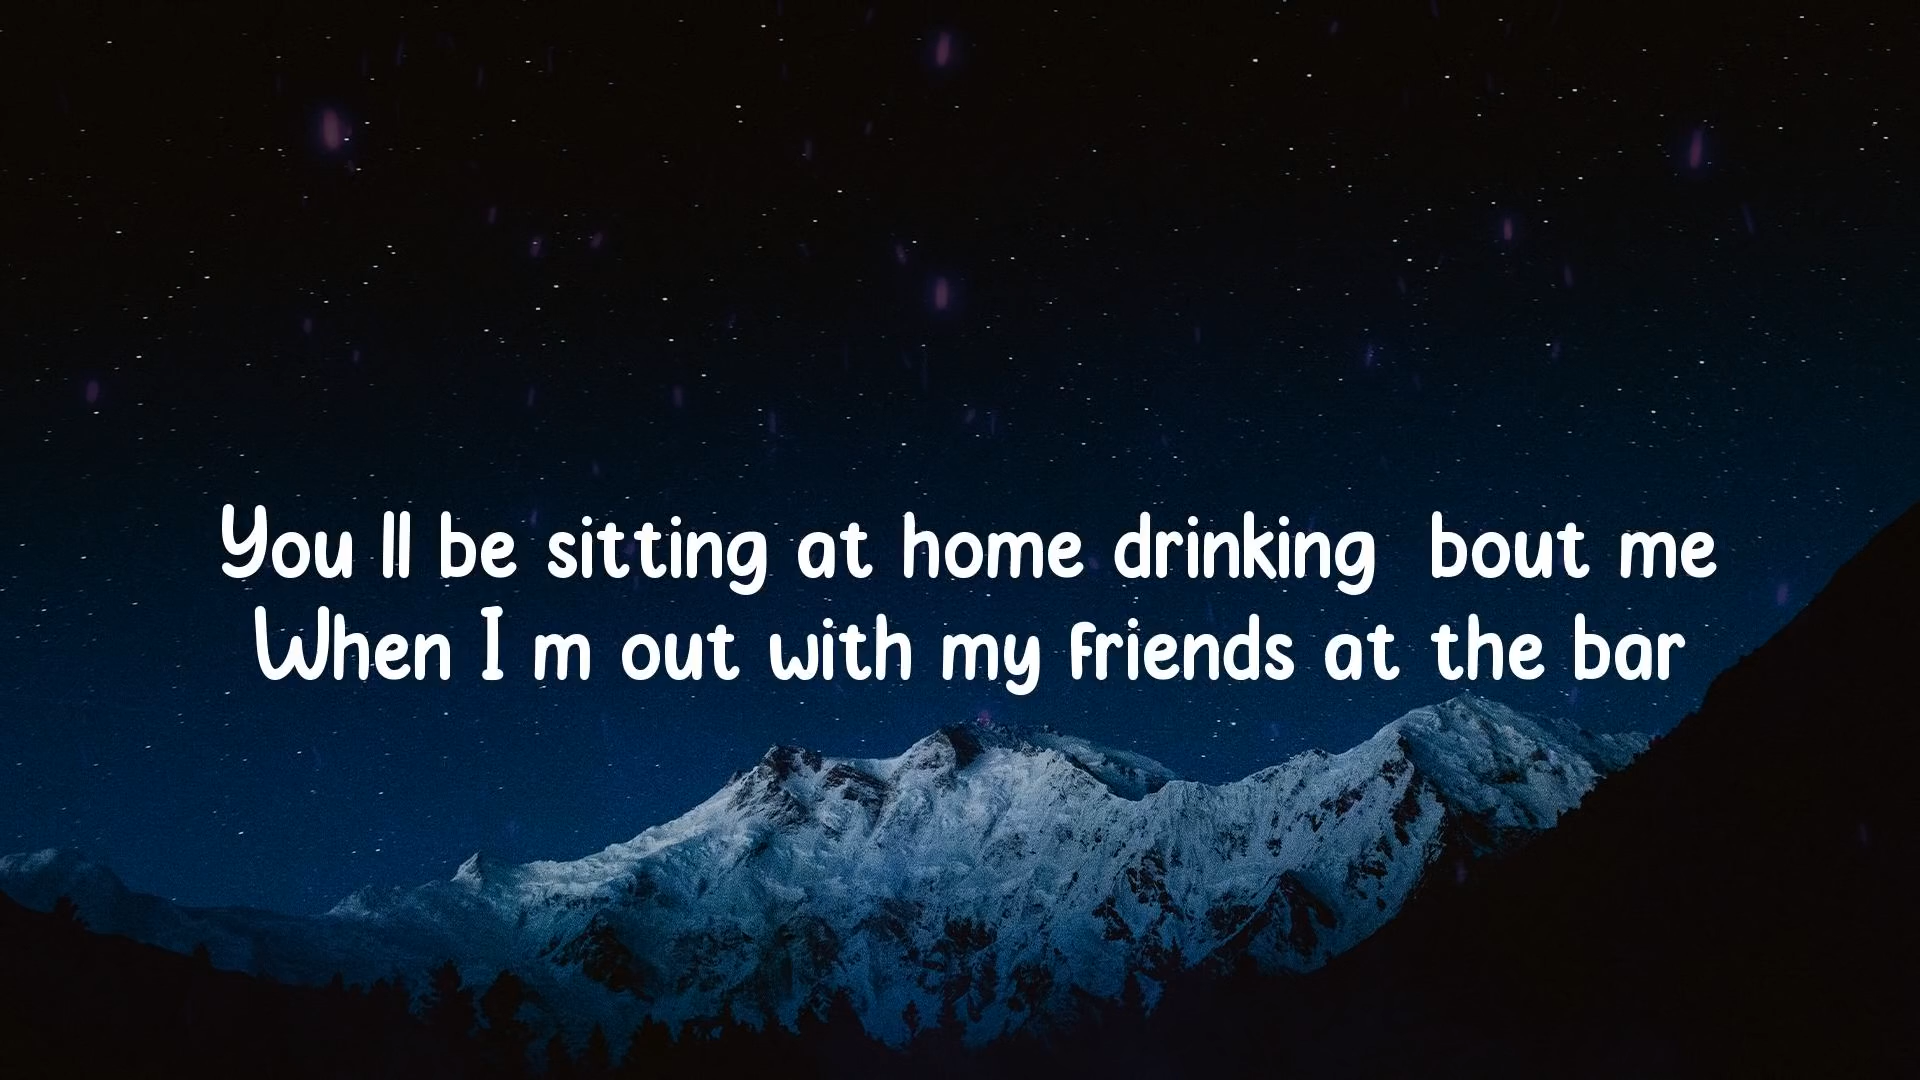 You ll be sitting at home drinking  bout me
When I m out with my friends at the bar